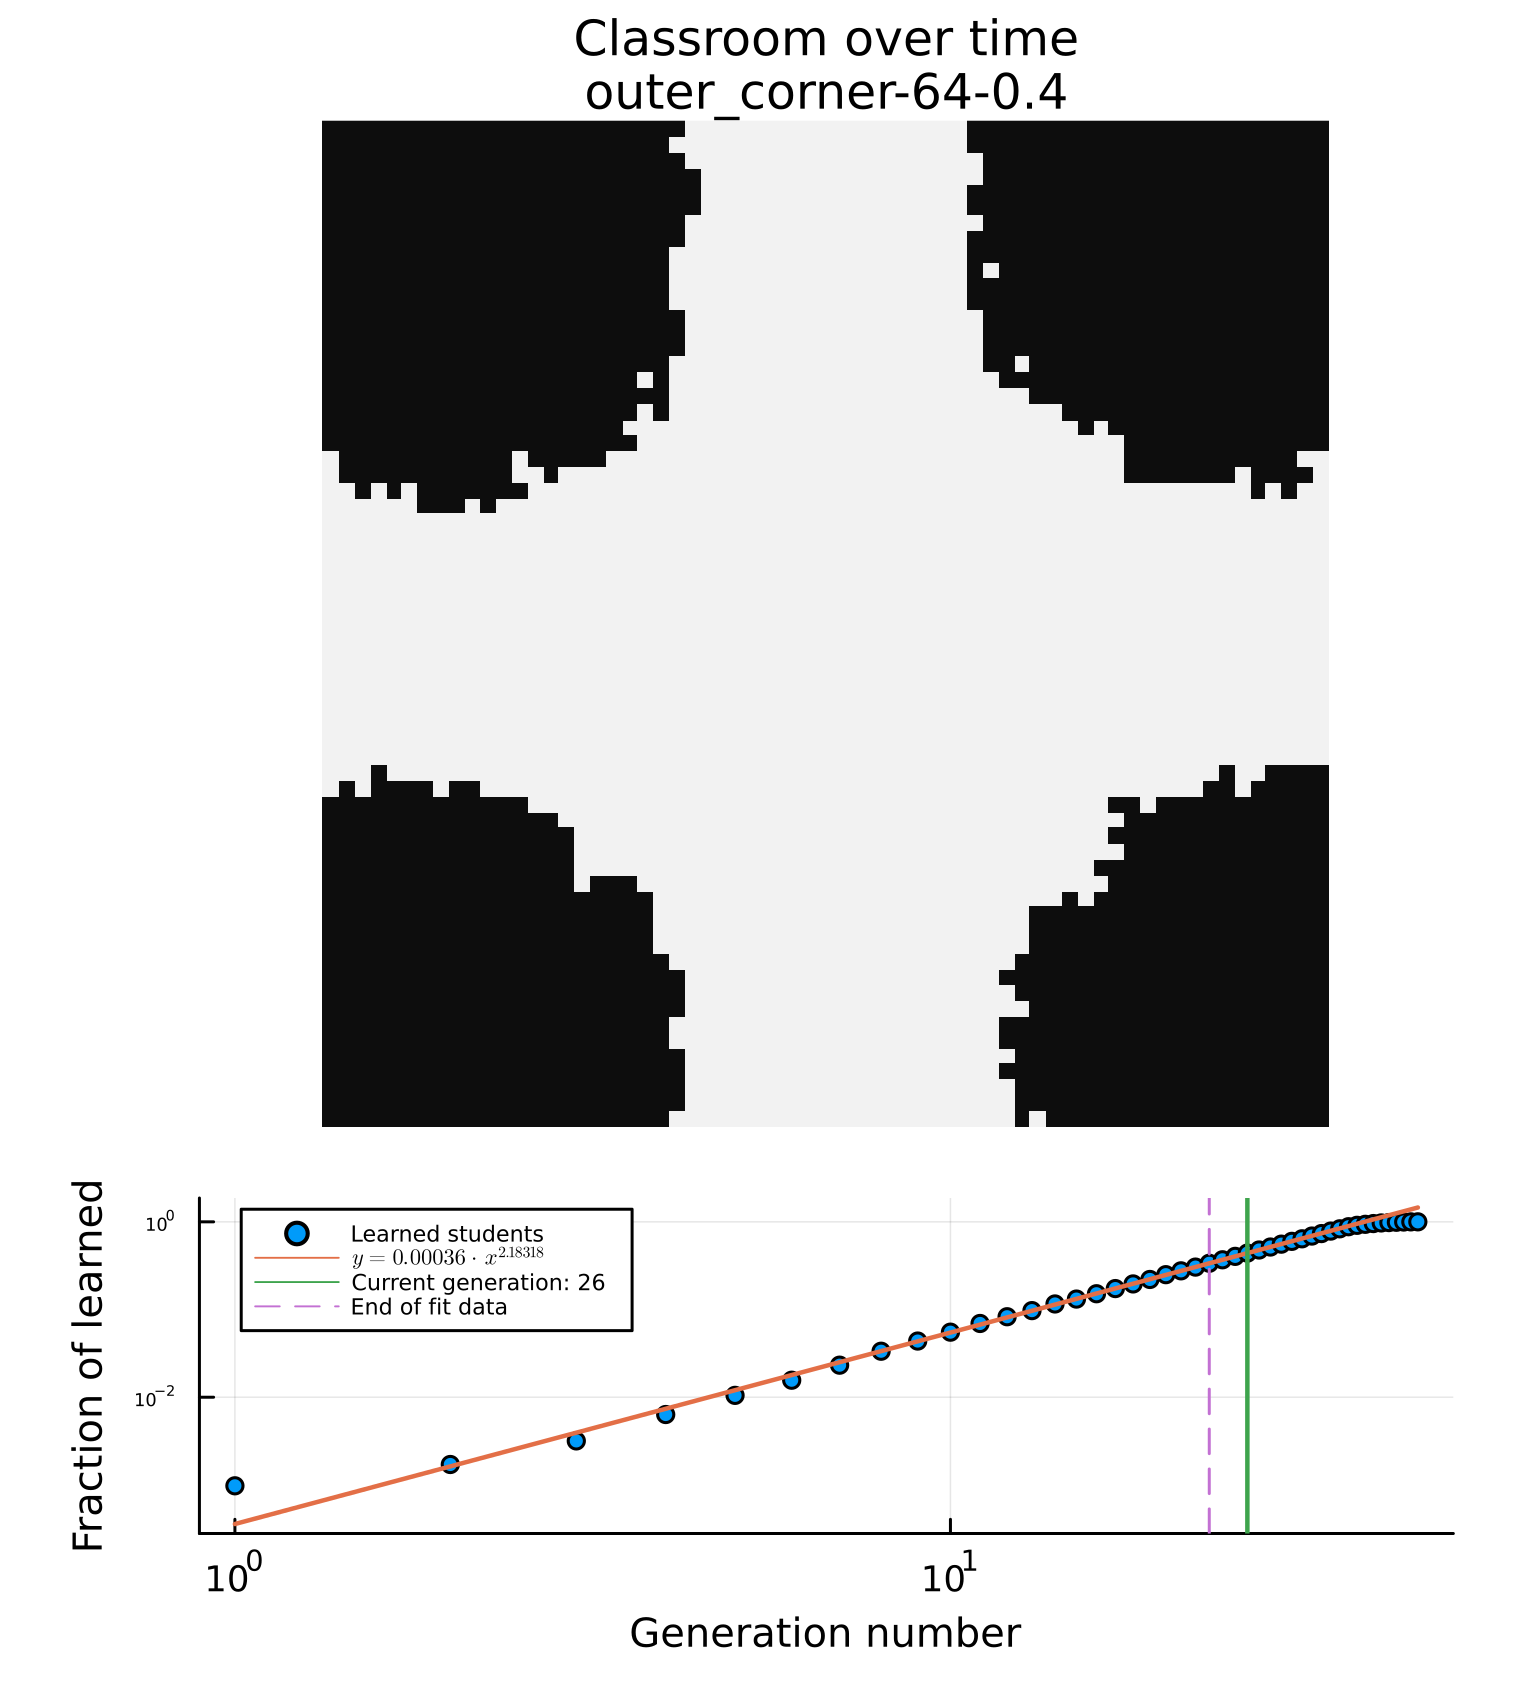 Classroom over time
outer_corner-64-0.4
Fraction of learned
10^0
10^−2
Learned students
y = 0.00036 · x^2.18318
Current generation: 26
End of fit data
10^0
10^1
Generation number